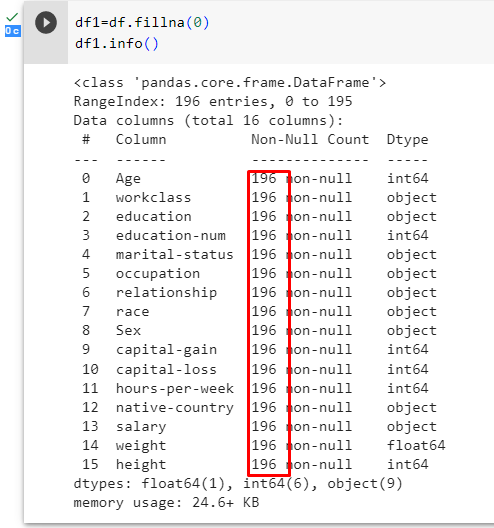 df1=df.fillna(0)
0 с
df1.info()
<class 'pandas.core.frame.DataFrame'>
RangeIndex: 196 entries, 0 to 195
Data columns (total 16 columns):
 #   Column          Non-Null Count  Dtype
---  ------          --------------  -----
 0   Age             196 non-null    int64
 1   workclass       196 non-null    object
 2   education       196 non-null    object
 3   education-num   196 non-null    int64
 4   marital-status  196 non-null    object
 5   occupation      196 non-null    object
 6   relationship    196 non-null    object
 7   race            196 non-null    object
 8   Sex             196 non-null    object
 9   capital-gain    196 non-null    int64
 10  capital-loss    196 non-null    int64
 11  hours-per-week  196 non-null    int64
 12  native-country  196 non-null    object
 13  salary          196 non-null    object
 14  weight          196 non-null    float64
 15  height          196 non-null    int64
dtypes: float64(1), int64(6), object(9)
memory usage: 24.6+ KB